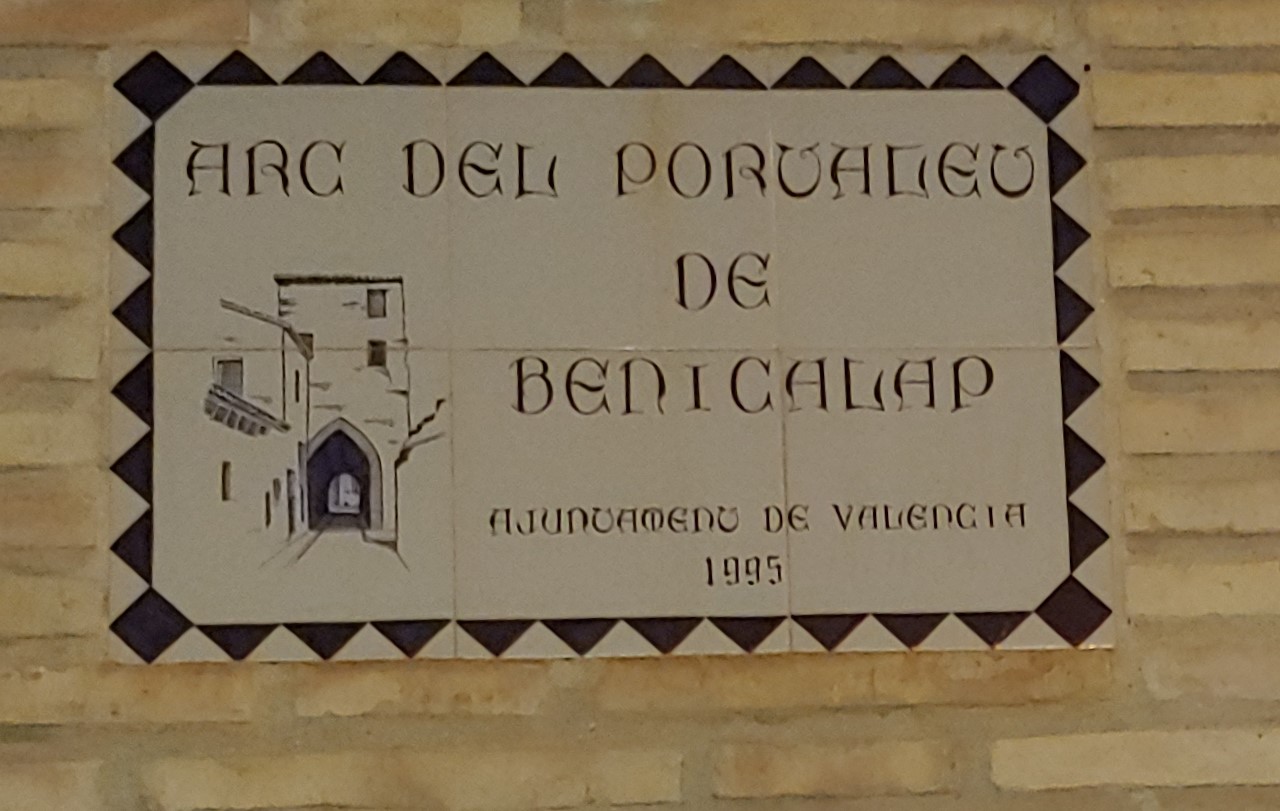 ARC DEL PORTALET
DE
BENICALAP
AJUNTAMENT DE VALENCIA
1995